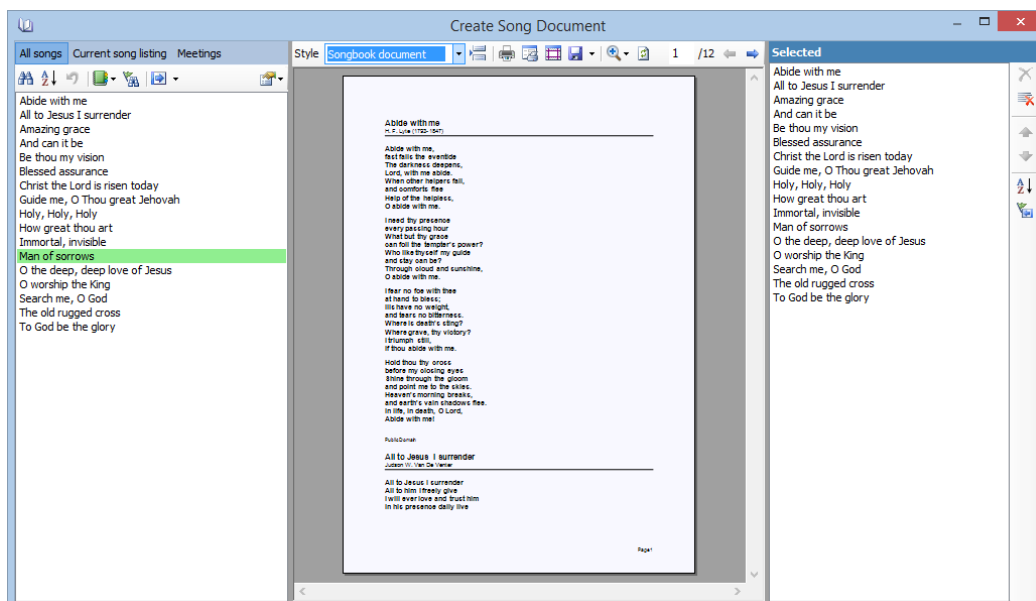 Create Song Document
All songs Current song listing Meetings
Style Songbook document 1 /12
Selected
Abide with me
All to Jesus I surrender
Amazing grace
And can it be
Be thou my vision
Blessed assurance
Christ the Lord is risen today
Guide me, O Thou great Jehovah
Holy, Holy, Holy
How great thou art
Immortal, invisible
Man of sorrows
O the deep, deep love of Jesus
O worship the King
Search me, O God
The old rugged cross
To God be the glory
Abide with me
H. F. Lyte (1793-1847)
Abide with me,
fast falls the eventide
The darkness deepens,
Lord, with me abide.
When other helpers fail,
and comforts flee
Help of the helpless,
O abide with me.
I need thy presence
every passing hour
What but thy grace
can foil the tempter's power?
Who like thyself my guide
and stay can be?
Through cloud and sunshine,
O abide with me.
I fear no foe with thee
at hand to bless;
Ills have no weight,
and tears no bitterness.
Where is death's sting?
Where grave, thy victory?
I triumph still,
If thou abide with me.
Hold thou thy cross
before my closing eyes
Shine through the gloom
and point me to the skies.
Heaven's morning breaks,
and earth's vain shadows flee.
In life, in death, O Lord,
Abide with me!
Public Domain
All to Jesus I surrender
Judson W. Van De Venter
All to Jesus I surrender
All to him I freely give
I will ever love and trust him
In his presence daily live
Page 1
Abide with me
All to Jesus I surrender
Amazing grace
And can it be
Be thou my vision
Blessed assurance
Christ the Lord is risen today
Guide me, O Thou great Jehovah
Holy, Holy, Holy
How great thou art
Immortal, invisible
Man of sorrows
O the deep, deep love of Jesus
O worship the King
Search me, O God
The old rugged cross
To God be the glory